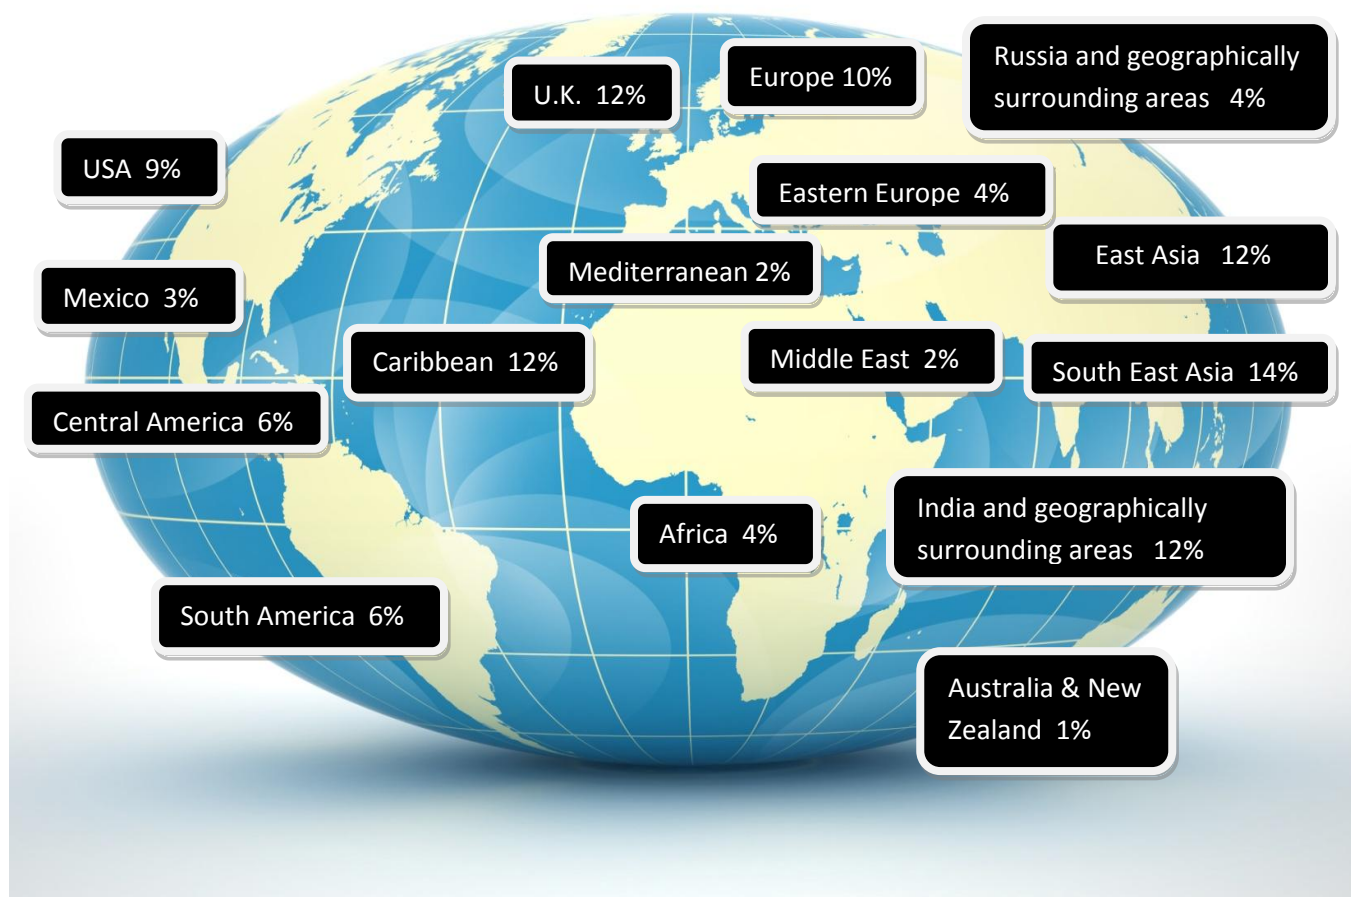 Russia and geographically
surrounding areas 4%
Europe 10%
U.K. 12%
USA 9%
Eastern Europe 4%
East Asia 12%
Mediterranean 2%
Mexico 3%
Caribbean 12%
Middle East 2%
South East Asia 14%
Central America 6%
India and geographically
surrounding areas 12%
Africa 4%
South America 6%
Australia & New
Zealand 1%